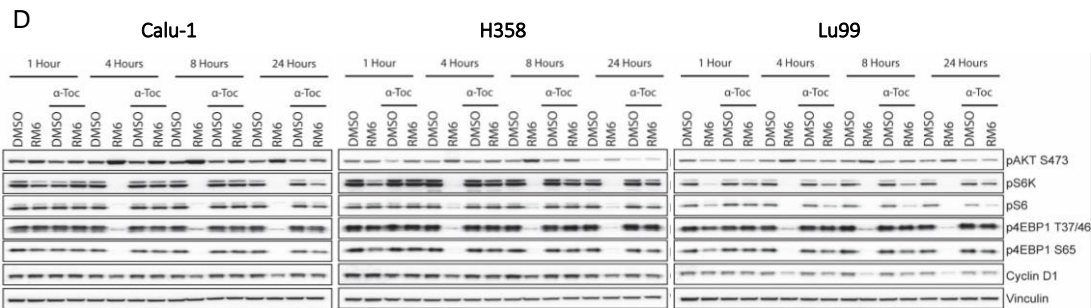 D
Calu-1 H358 Lu99
1 Hour 4 Hours 8 Hours 24 Hours 1 Hour 4 Hours 8 Hours 24 Hours 1 Hour 4 Hours 8 Hours 24 Hours
α-Toc α-Toc α-Toc α-Toc α-Toc α-Toc α-Toc α-Toc α-Toc α-Toc α-Toc α-Toc
DMSO RM6 DMSO RM6 DMSO RM6 DMSO RM6 DMSO RM6 DMSO RM6 DMSO RM6 DMSO RM6 DMSO RM6 DMSO RM6 DMSO RM6 DMSO RM6 DMSO RM6 DMSO RM6 DMSO RM6 DMSO RM6 DMSO RM6 DMSO RM6 DMSO RM6 DMSO RM6 DMSO RM6 DMSO RM6 DMSO RM6 DMSO RM6
pAKT S473
pS6K
pS6
p4EBP1 T37/46
p4EBP1 S65
Cyclin D1
Vinculin